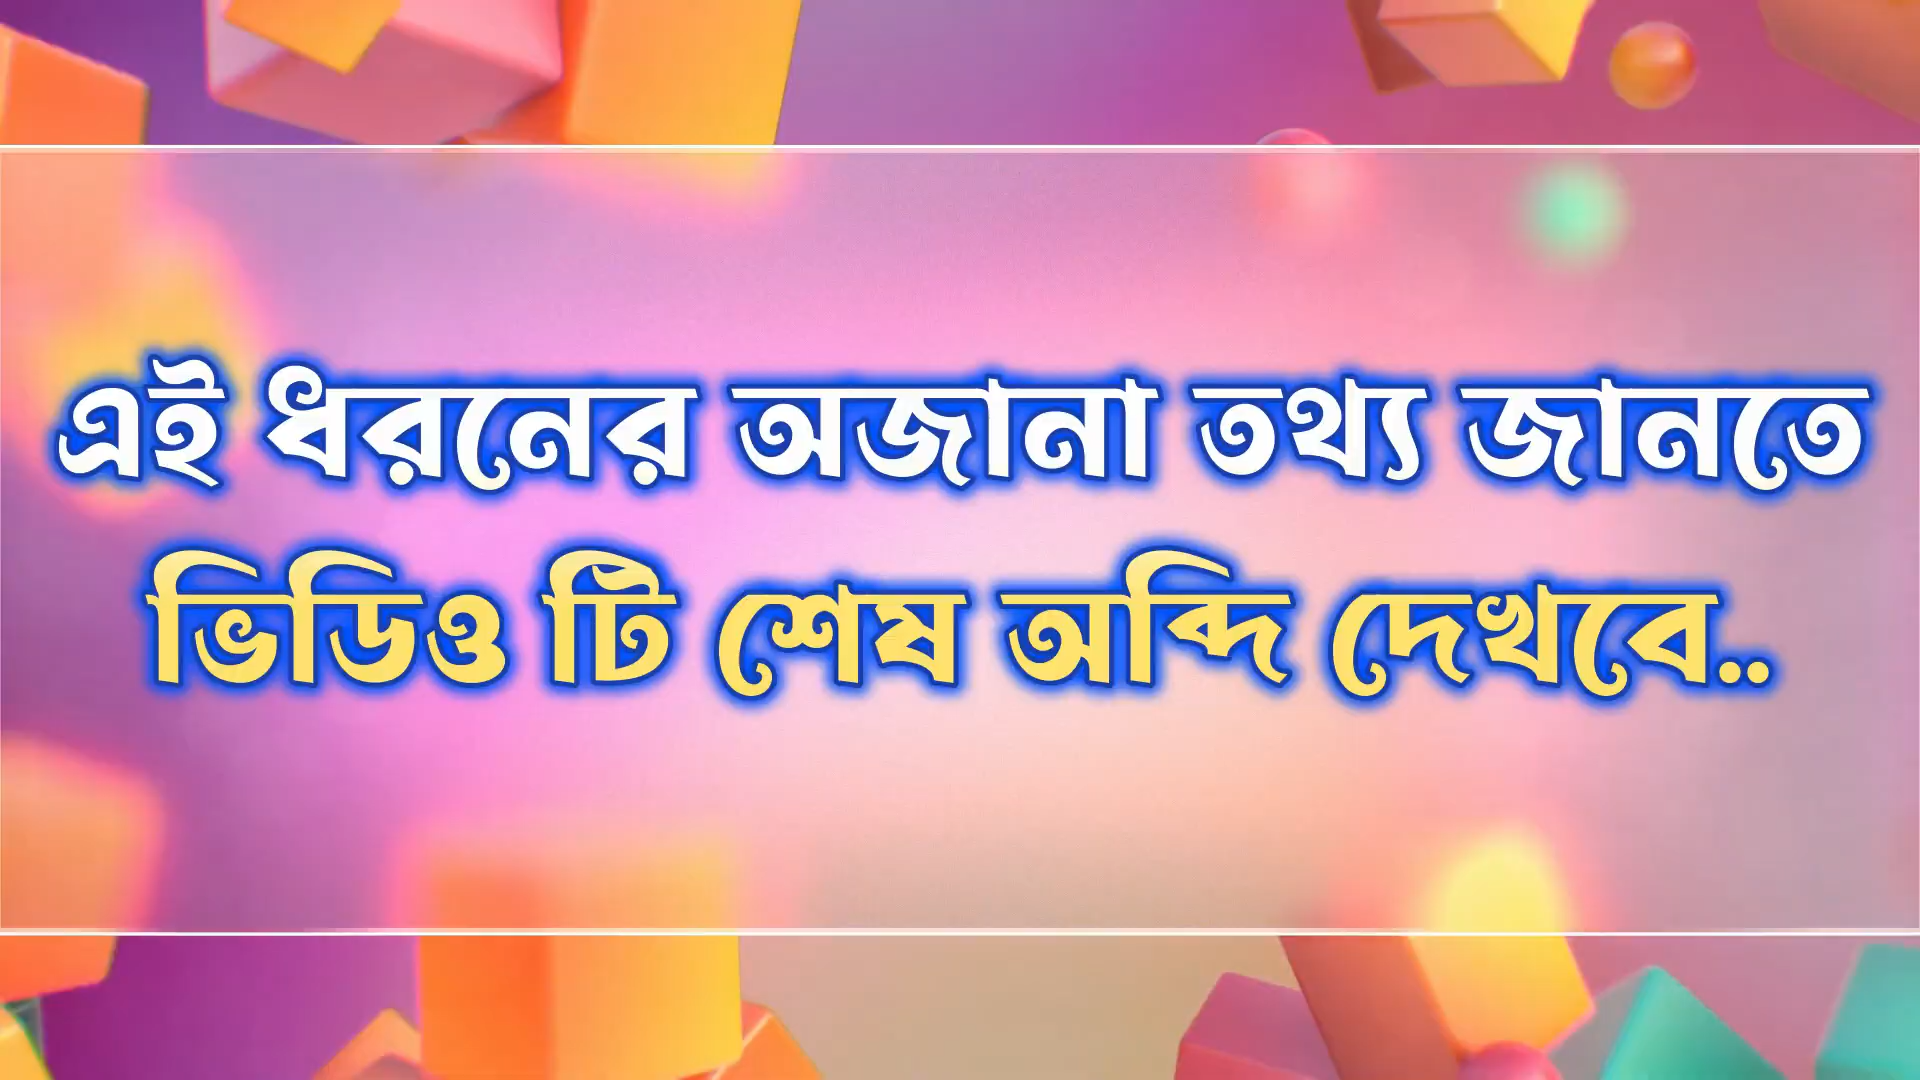 এই ধরনের অজানা তথ্য জানতে
ভিডিও টি শেষ অব্দি দেখবে..